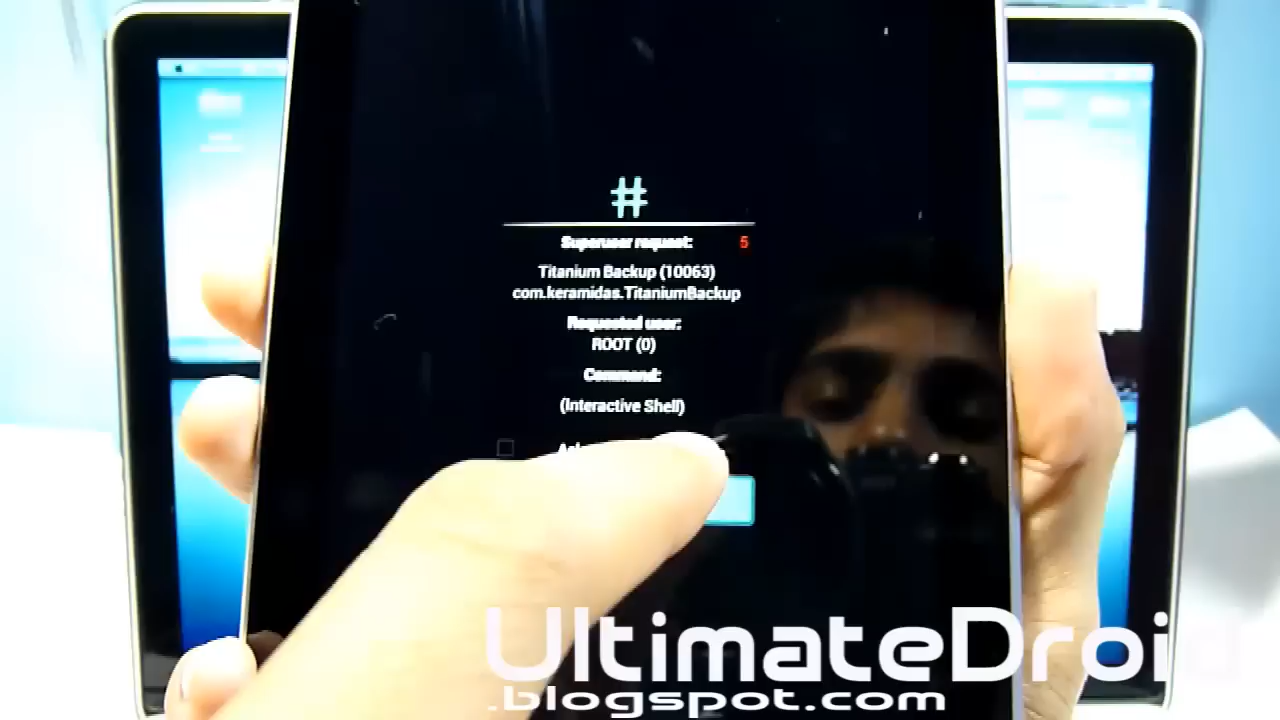 #
Superuser request: 5
Titanium Backup (10063)
com.keramidas.TitaniumBackup
Requested user:
ROOT (0)
Command:
(Interactive Shell)
UltimateDroid
.blogspot.com